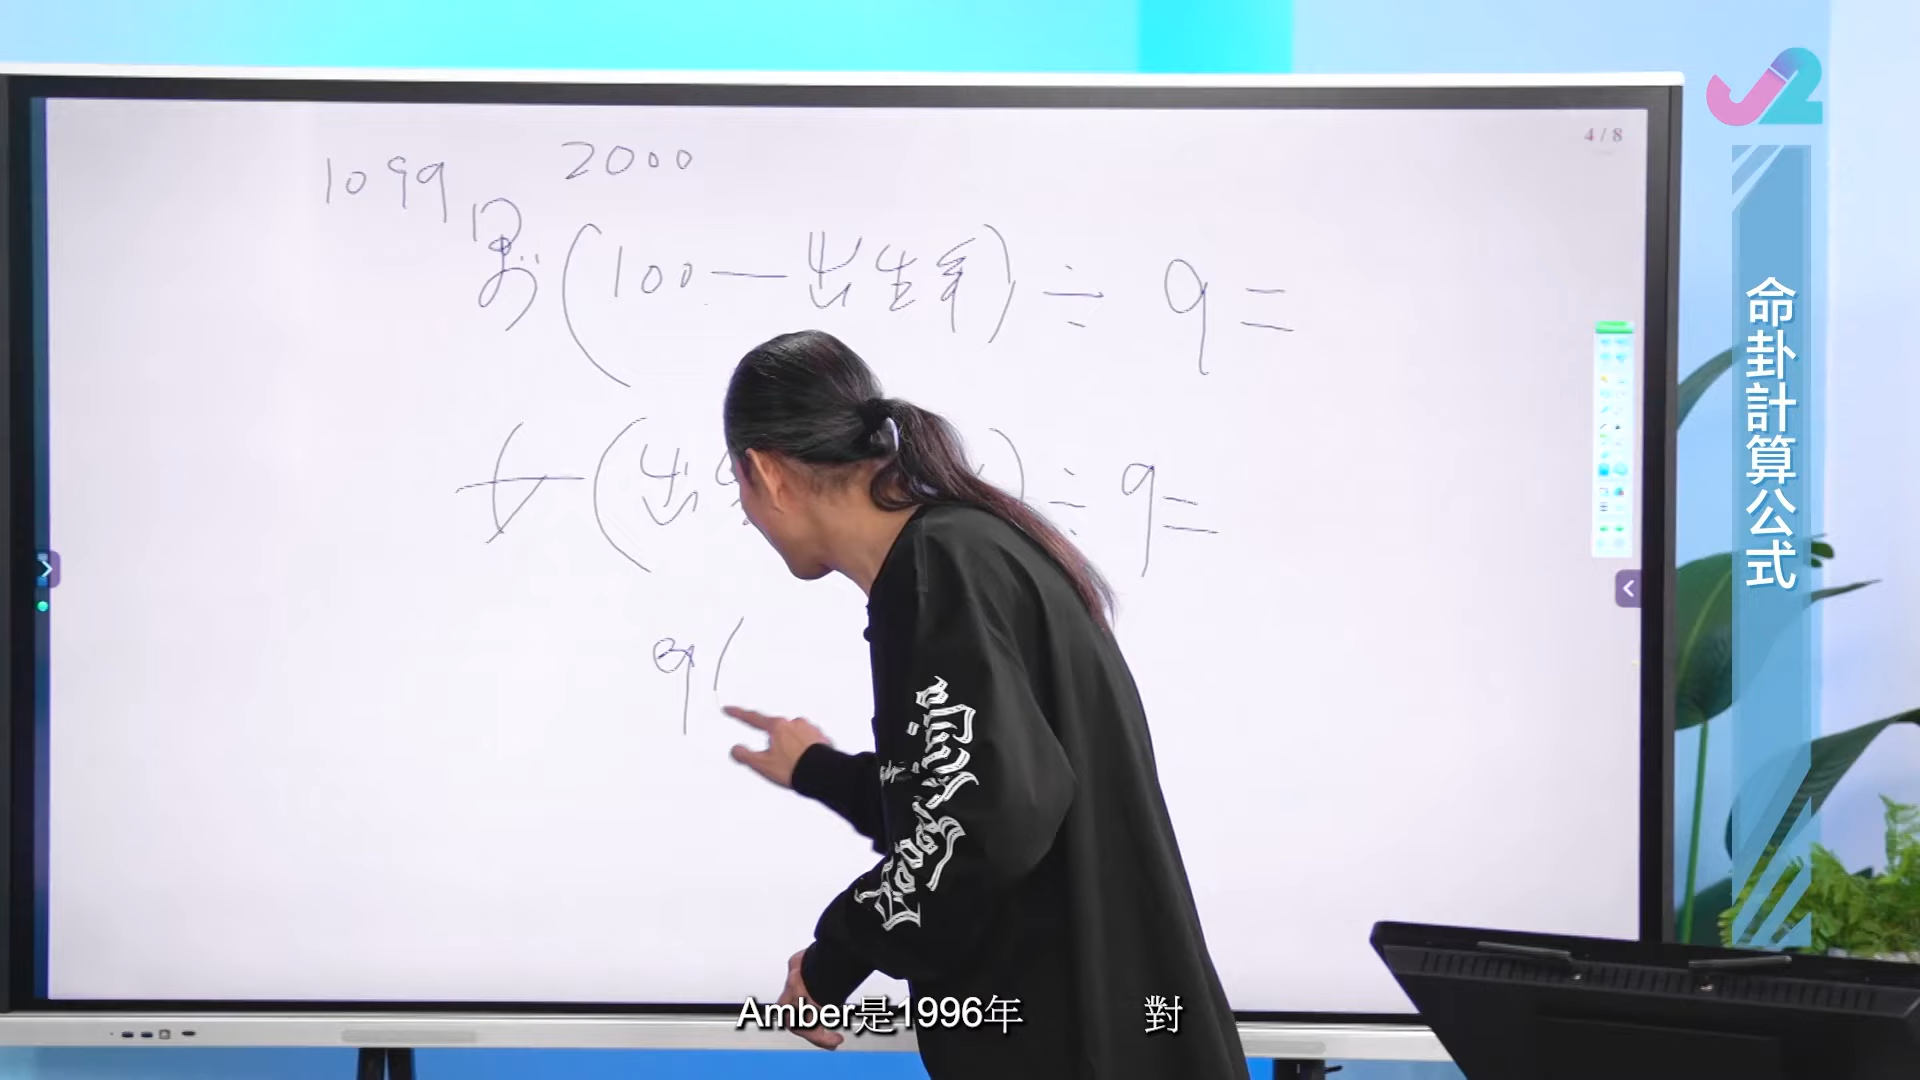 4 / 8
1099 2000
男(100一出生年)÷9=
女(出 )÷9=
9(
命卦計算公式
Amber是1996年 對